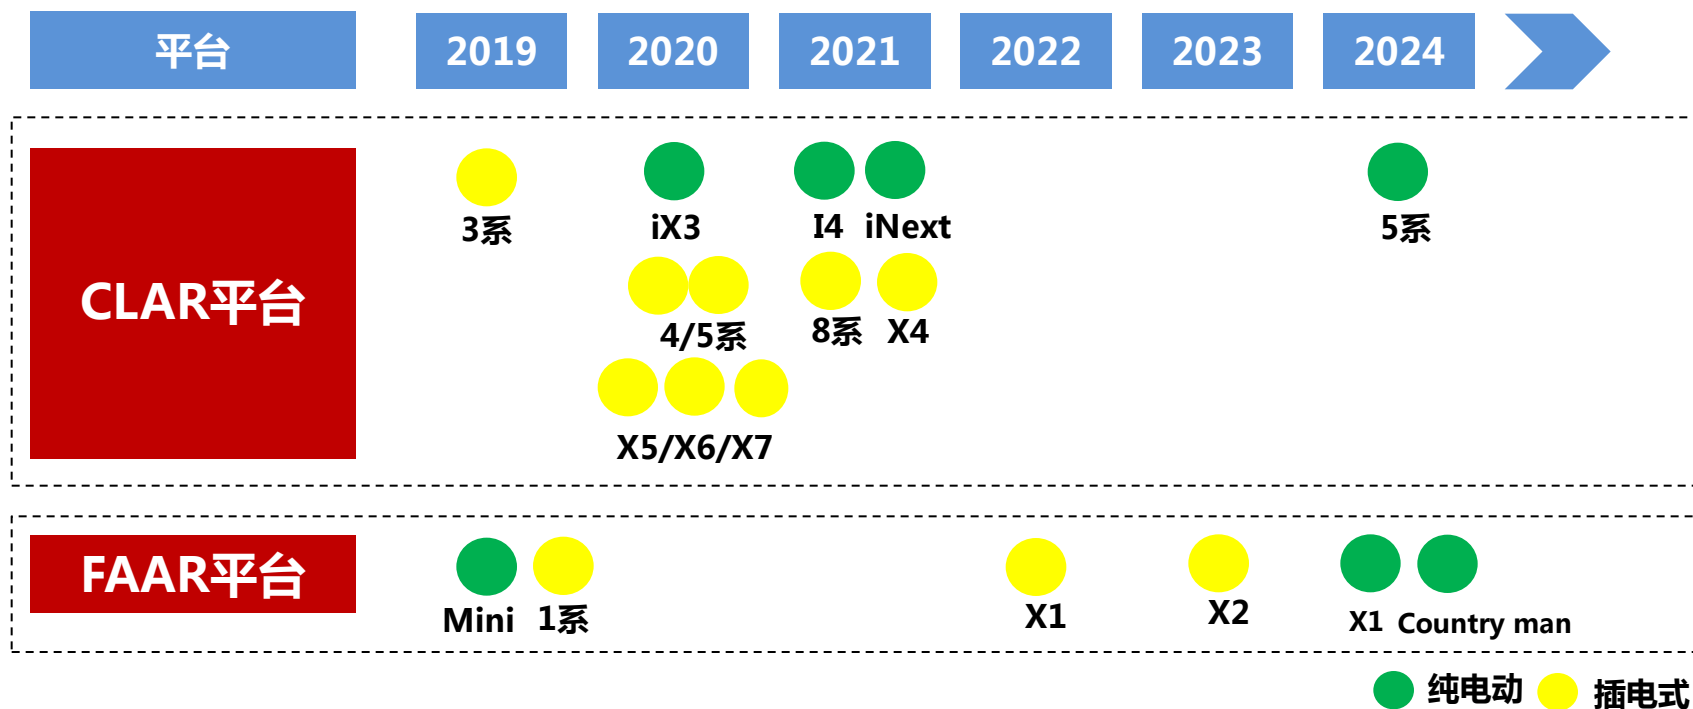 平台 2019 2020 2021 2022 2023 2024
CLAR平台
3系 iX3 I4 iNext 5系
4/5系 8系 X4
X5/X6/X7
FAAR平台
Mini 1系 X1 X2 X1 Country man
纯电动 插电式